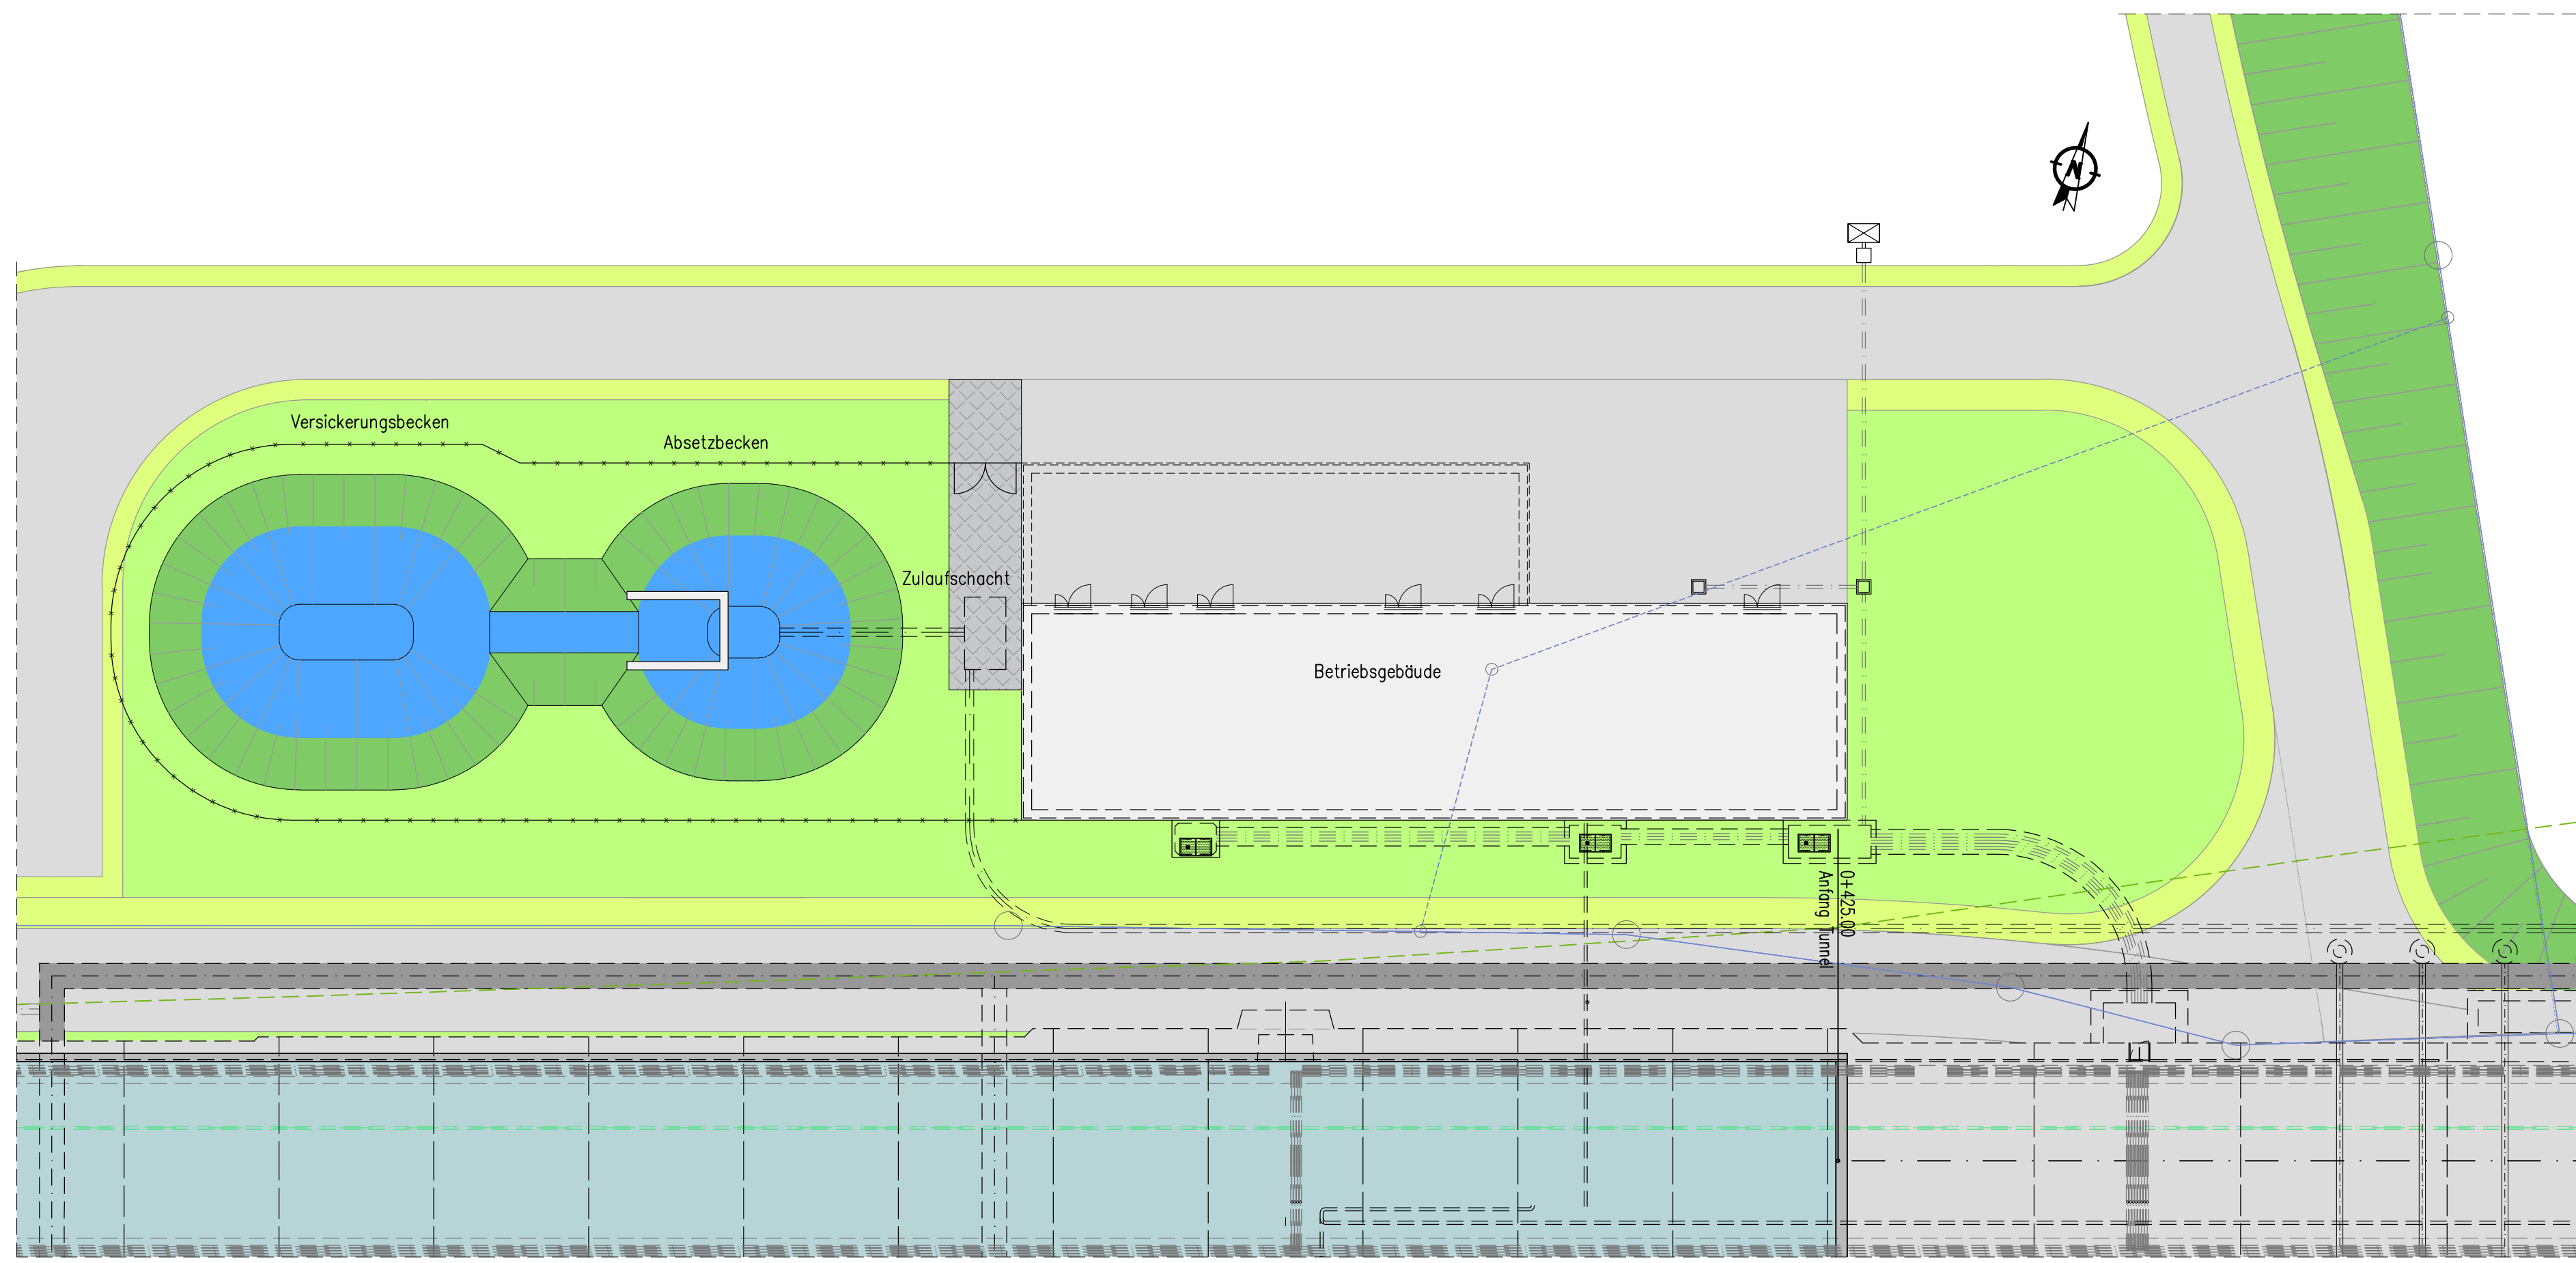 N
Versickerungsbecken
Absetzbecken
Zulaufschacht
Betriebsgebäude
0+425.00
Anfang Tunnel